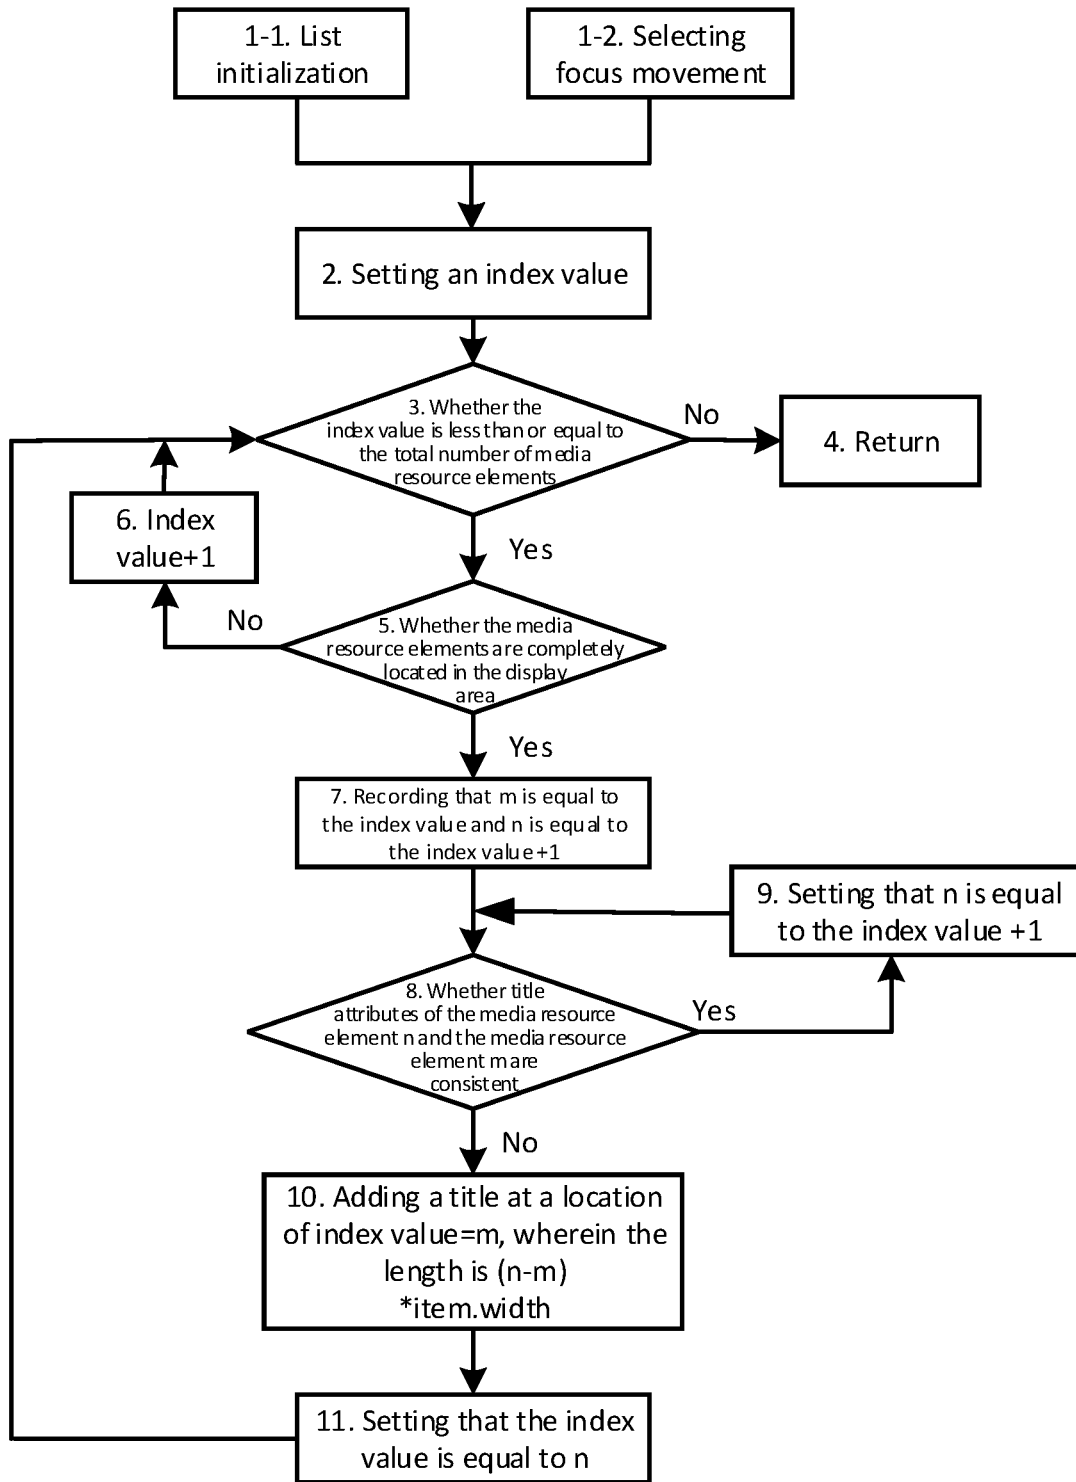 1-1. List
initialization
1-2. Selecting
focus movement
2. Setting an index value
3. Whether the
index value is less than or equal to
the total number of media
resource elements
No
4. Return
6. Index
value+1
Yes
No
5. Whether the media
resource elements are completely
located in the display
area
Yes
7. Recording that m is equal to
the index value and n is equal to
the index value +1
9. Setting that n is equal
to the index value +1
8. Whether title
attributes of the media resource
element n and the media resource
element m are
consistent
Yes
No
10. Adding a title at a location
of index value=m, wherein the
length is (n-m)
*item.width
11. Setting that the index
value is equal to n